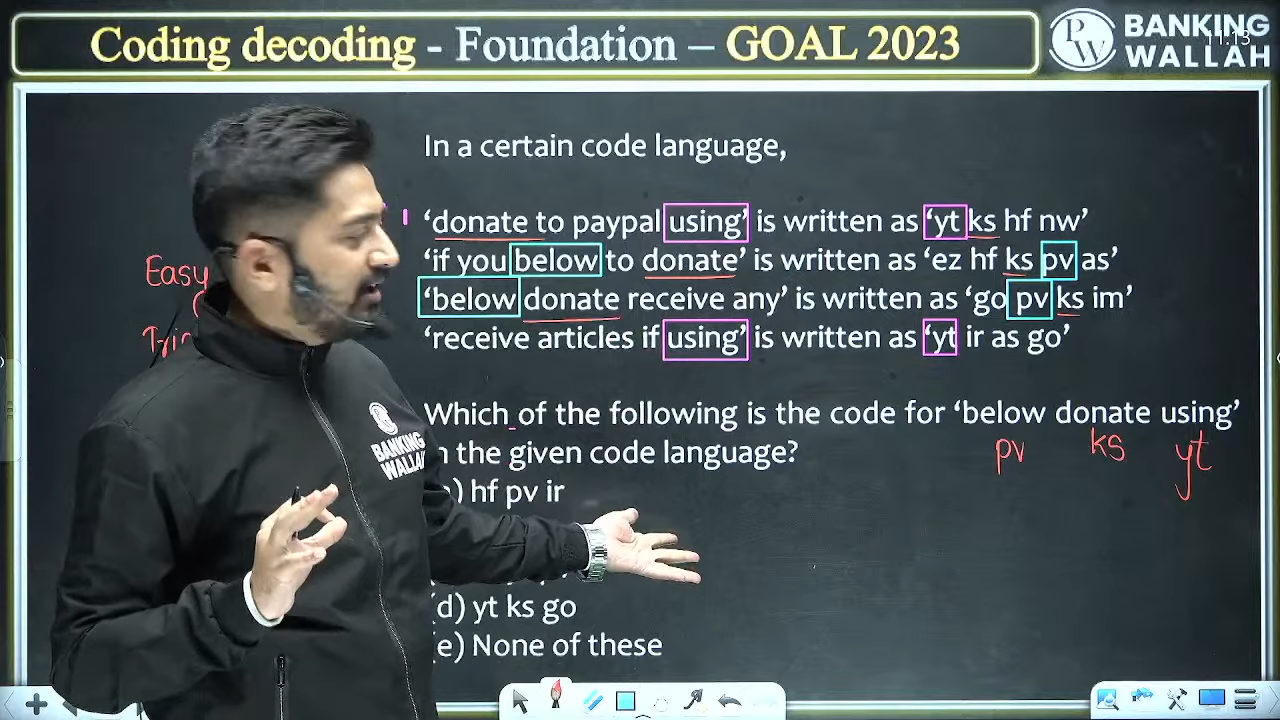 Coding decoding - Foundation – GOAL 2023
PW BANKING WALLAH
In a certain code language,
1 ‘donate to paypal using’ is written as ‘yt ks hf nw’
‘if you below to donate’ is written as ‘ez hf ks pv as’
‘below donate receive any’ is written as ‘go pv ks im’
‘receive articles if using’ is written as ‘yt ir as go’
Easy
Which of the following is the code for ‘below donate using’
pv ks yt
the given code language?
) hf pv ir
BANKING WALLAH
(d) yt ks go
(e) None of these